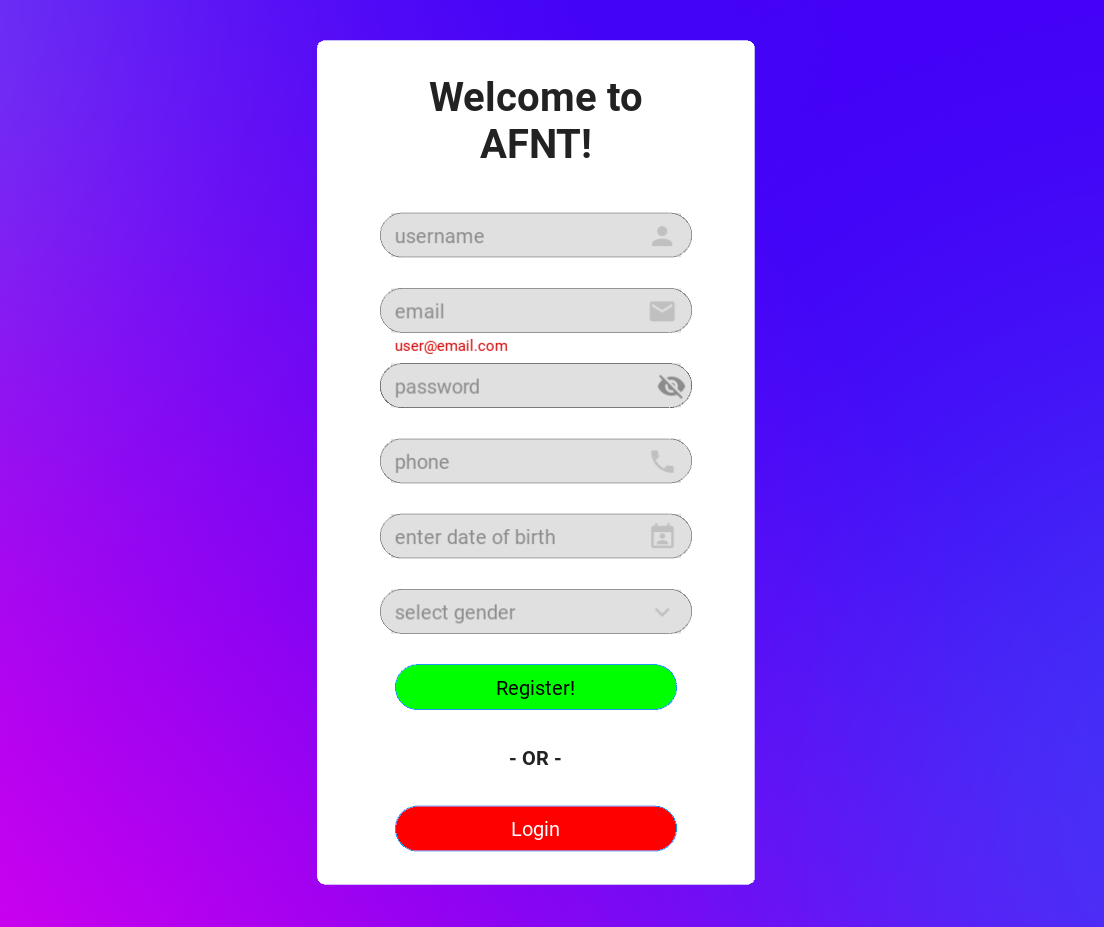 Welcome to
AFNT!
username
email
user@email.com
password
phone
enter date of birth
select gender
Register!
- OR -
Login